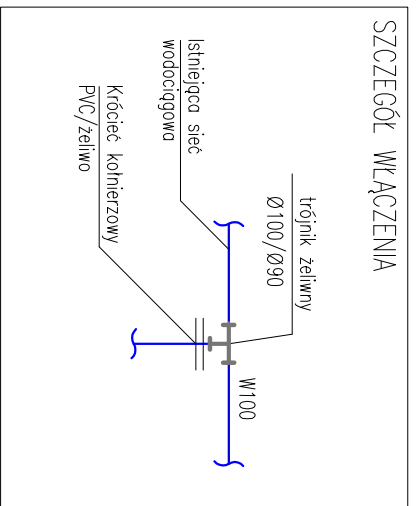 SZCZEGÓŁ WŁĄCZENIA
trójnik żeliwny
Ø100/Ø90
Istniejąca sieć
wodociągowa
W100
Króciec kołnierzowy
PVC/żeliwo